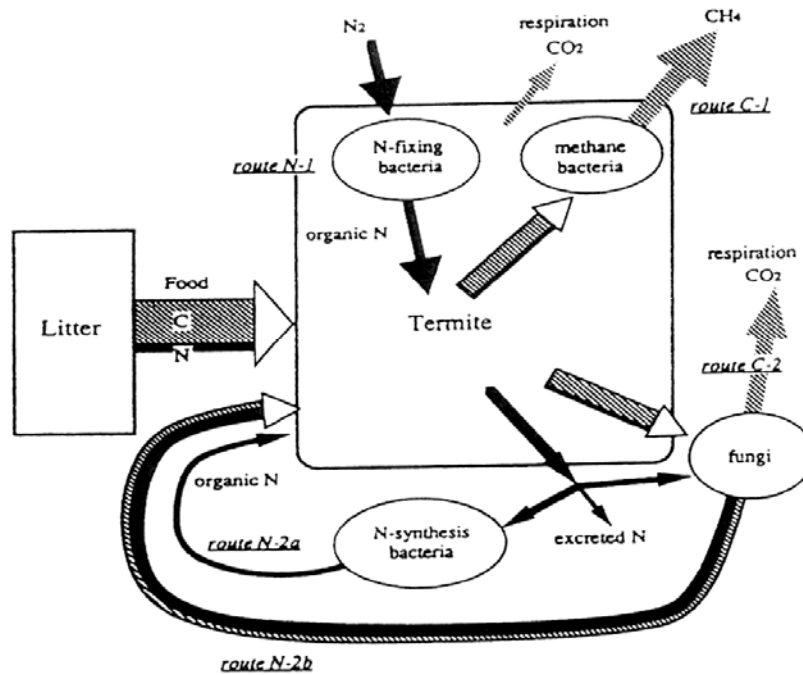 N₂
respiration
CO₂
CH₄
route C-1
N-fixing
bacteria
methane
bacteria
route N-1
organic N
respiration
CO₂
Food
Litter
C
N
Termite
route C-2
fungi
organic N
N-synthesis
bacteria
excreted N
route N-2a
route N-2b